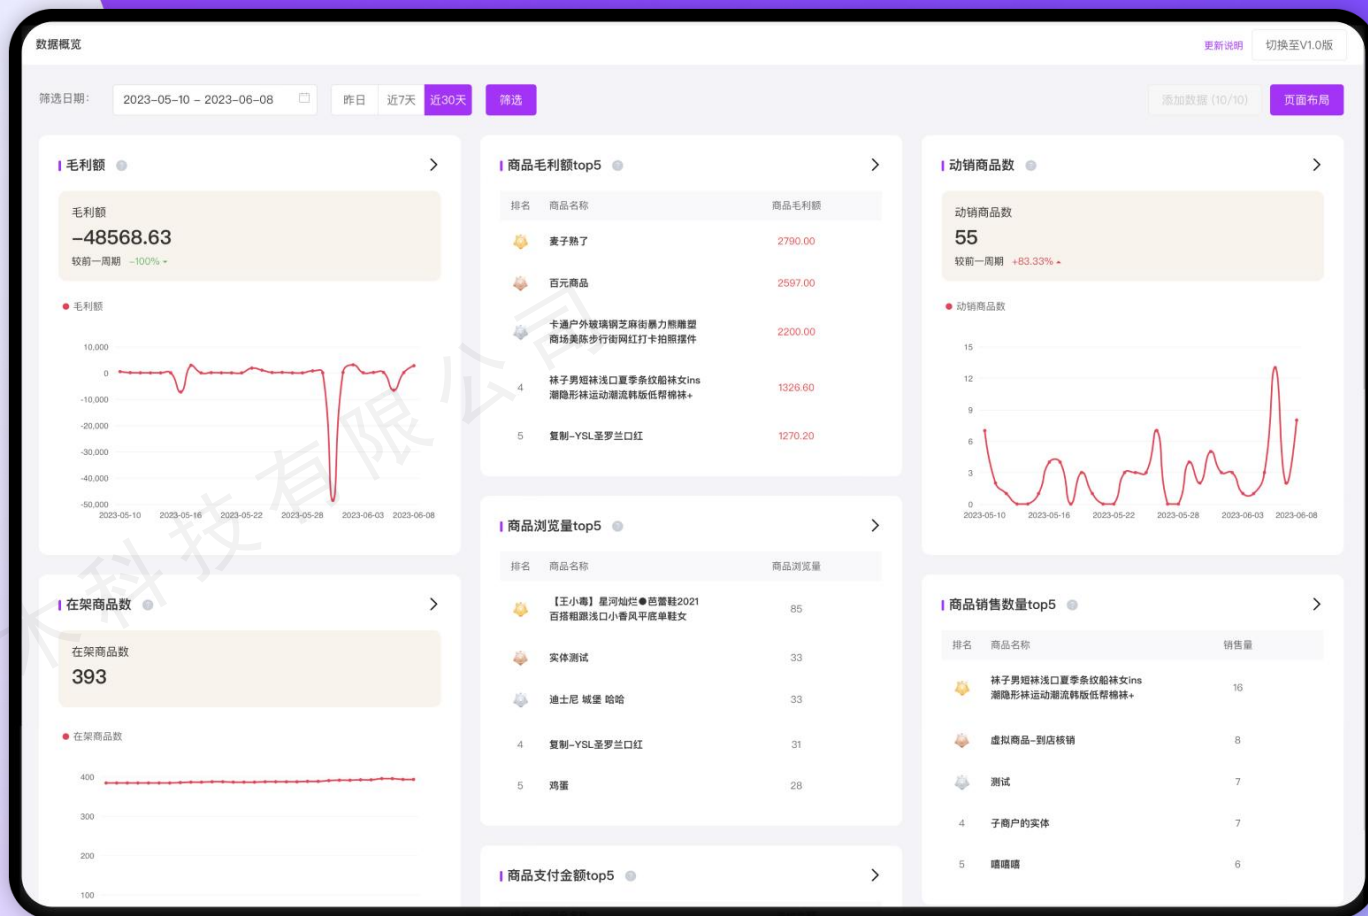 数据概览
更新说明
切换至V1.0版
筛选日期：
2023-05-10 - 2023-06-08
昨日
近7天
近30天
筛选
添加数据 (10/10)
页面布局
毛利额
毛利额
-48568.63
较前一周期 -100%
毛利额
10,000
0
-10,000
-20,000
-30,000
-40,000
-50,000
2023-05-10 2023-05-16 2023-05-22 2023-05-28 2023-06-03 2023-06-08
在架商品数
在架商品数
393
在架商品数
400
300
200
100
商品毛利额top5
排名 商品名称 商品毛利额
麦子熟了 2790.00
百元商品 2597.00
卡通户外玻璃钢芝麻街暴力熊雕塑
商场美陈步行街网红打卡拍照摆件
2200.00
4 袜子男短袜浅口夏季条纹船袜女ins
潮隐形袜运动潮流韩版低帮棉袜+
1326.60
5 复制-YSL圣罗兰口红 1270.20
商品浏览量top5
排名 商品名称 商品浏览量
【王小毒】星河灿烂●芭蕾鞋2021
百搭粗跟浅口小香风平底单鞋女
85
实体测试 33
迪士尼 城堡 哈哈 33
4 复制-YSL圣罗兰口红 31
5 鸡蛋 28
商品支付金额top5
动销商品数
动销商品数
55
较前一周期 +83.33%
动销商品数
15
12
9
6
3
0
2023-05-10 2023-05-16 2023-05-22 2023-05-28 2023-06-03 2023-06-08
商品销售数量top5
排名 商品名称 销售量
袜子男短袜浅口夏季条纹船袜女ins
潮隐形袜运动潮流韩版低帮棉袜+
16
虚拟商品-到店核销 8
测试 7
4 子商户的实体 7
5 嘻嘻嘻 6
木科技有限公司